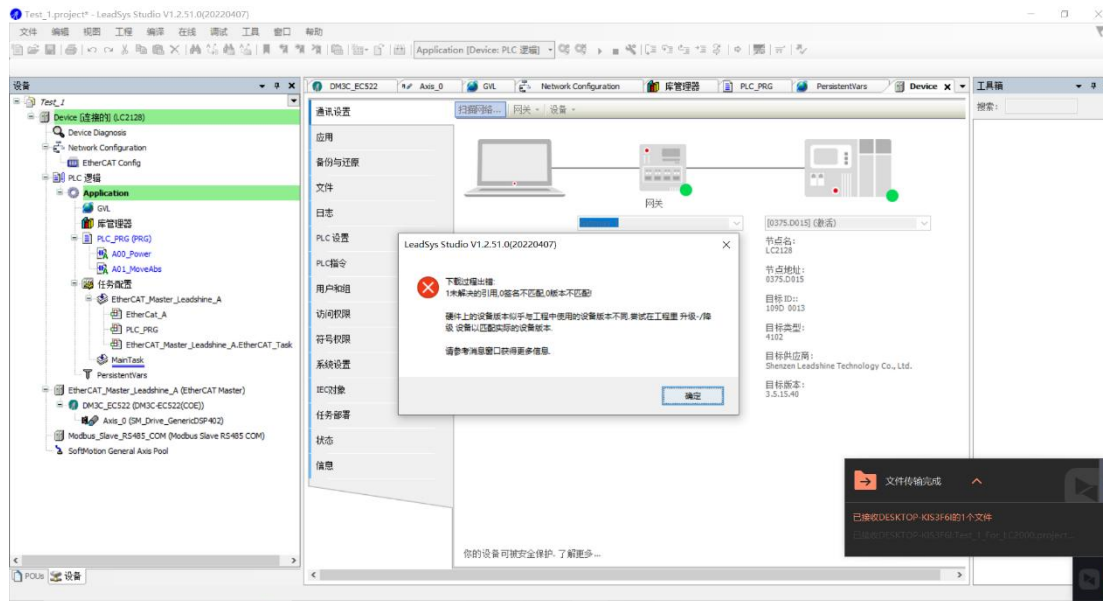 Test_1.project* - LeadSys Studio V1.2.51.0(20220407)
文件 编辑 视图 工程 编译 在线 调试 工具 窗口 帮助
Application [Device: PLC 逻辑]
设备
Test_1
Device [连接的] (LC2128)
Device Diagnosis
Network Configuration
EtherCAT Config
PLC 逻辑
Application
GVL
库管理器
PLC_PRG (PRG)
A00_Power
A01_MoveAbs
任务配置
EtherCAT_Master_Leadshine_A
EtherCat_A
PLC_PRG
EtherCAT_Master_Leadshine_A.EtherCAT_Task
MainTask
PersistentVars
EtherCAT_Master_Leadshine_A (EtherCAT Master)
DM3C_EC522 (DM3C-EC522(COE))
Axis_0 (SM_Drive_GenericDSP402)
Modbus_Slave_RS485_COM (Modbus Slave RS485 COM)
SoftMotion General Axis Pool
POUs 设备
DM3C_EC522 Axis_0 GVL Network Configuration 库管理器 PLC_PRG PersistentVars Device
通讯设置
应用
备份与还原
文件
日志
PLC 设置
PLC指令
用户和组
访问权限
符号权限
系统设置
IEC对象
任务部署
状态
信息
扫描网络... 网关 设备
网关
[0375.D015] (激活)
节点名:
LC2128
节点地址:
0375.D015
目标 ID::
109D 0013
目标类型:
4102
目标供应商:
Shenzen Leadshine Technology Co., Ltd.
目标版本:
3.5.15.40
你的设备可被安全保护. 了解更多...
LeadSys Studio V1.2.51.0(20220407)
下载过程出错:
1未解决的引用,0签名不匹配,0版本不匹配!
硬件上的设备版本似乎与工程中使用的设备版本不同.尝试在工程里 升级-/降
级 设备以匹配实际的设备版本.
请参考消息窗口获得更多信息.
确定
工具箱
搜索:
文件传输完成
已接收DESKTOP-KIS3F6I的1个文件